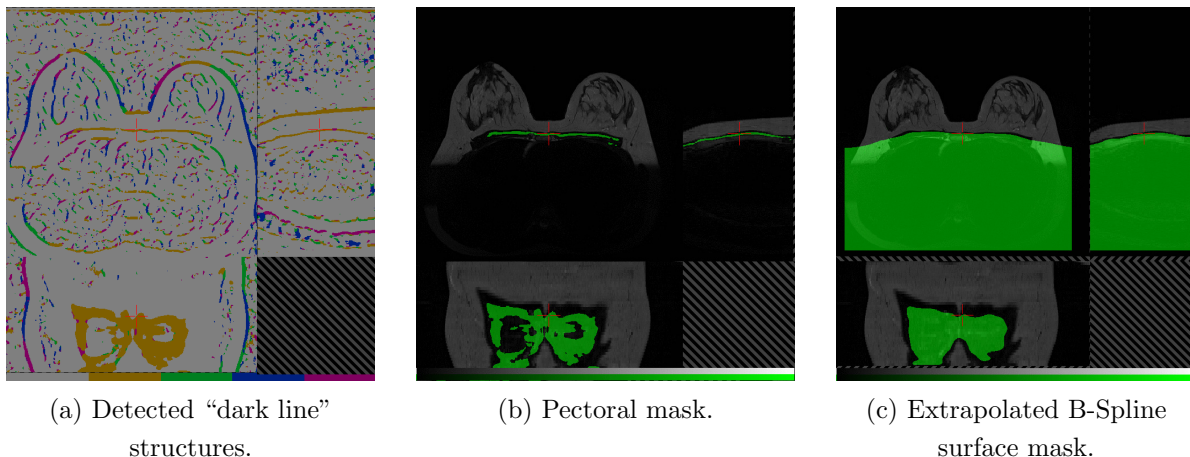 (a) Detected “dark line”
structures.
(b) Pectoral mask.
(c) Extrapolated B-Spline
surface mask.